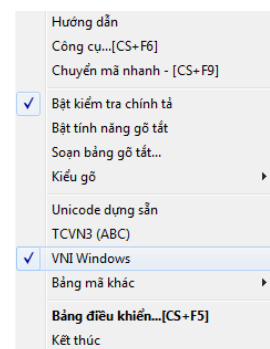 Hướng dẫn
Công cụ...[CS+F6]
Chuyển mã nhanh - [CS+F9]
Bật kiểm tra chính tả
Bật tính năng gõ tắt
Soạn bảng gõ tắt...
Kiểu gõ
Unicode dựng sẵn
TCVN3 (ABC)
VNI Windows
Bảng mã khác
Bảng điều khiển...[CS+F5]
Kết thúc